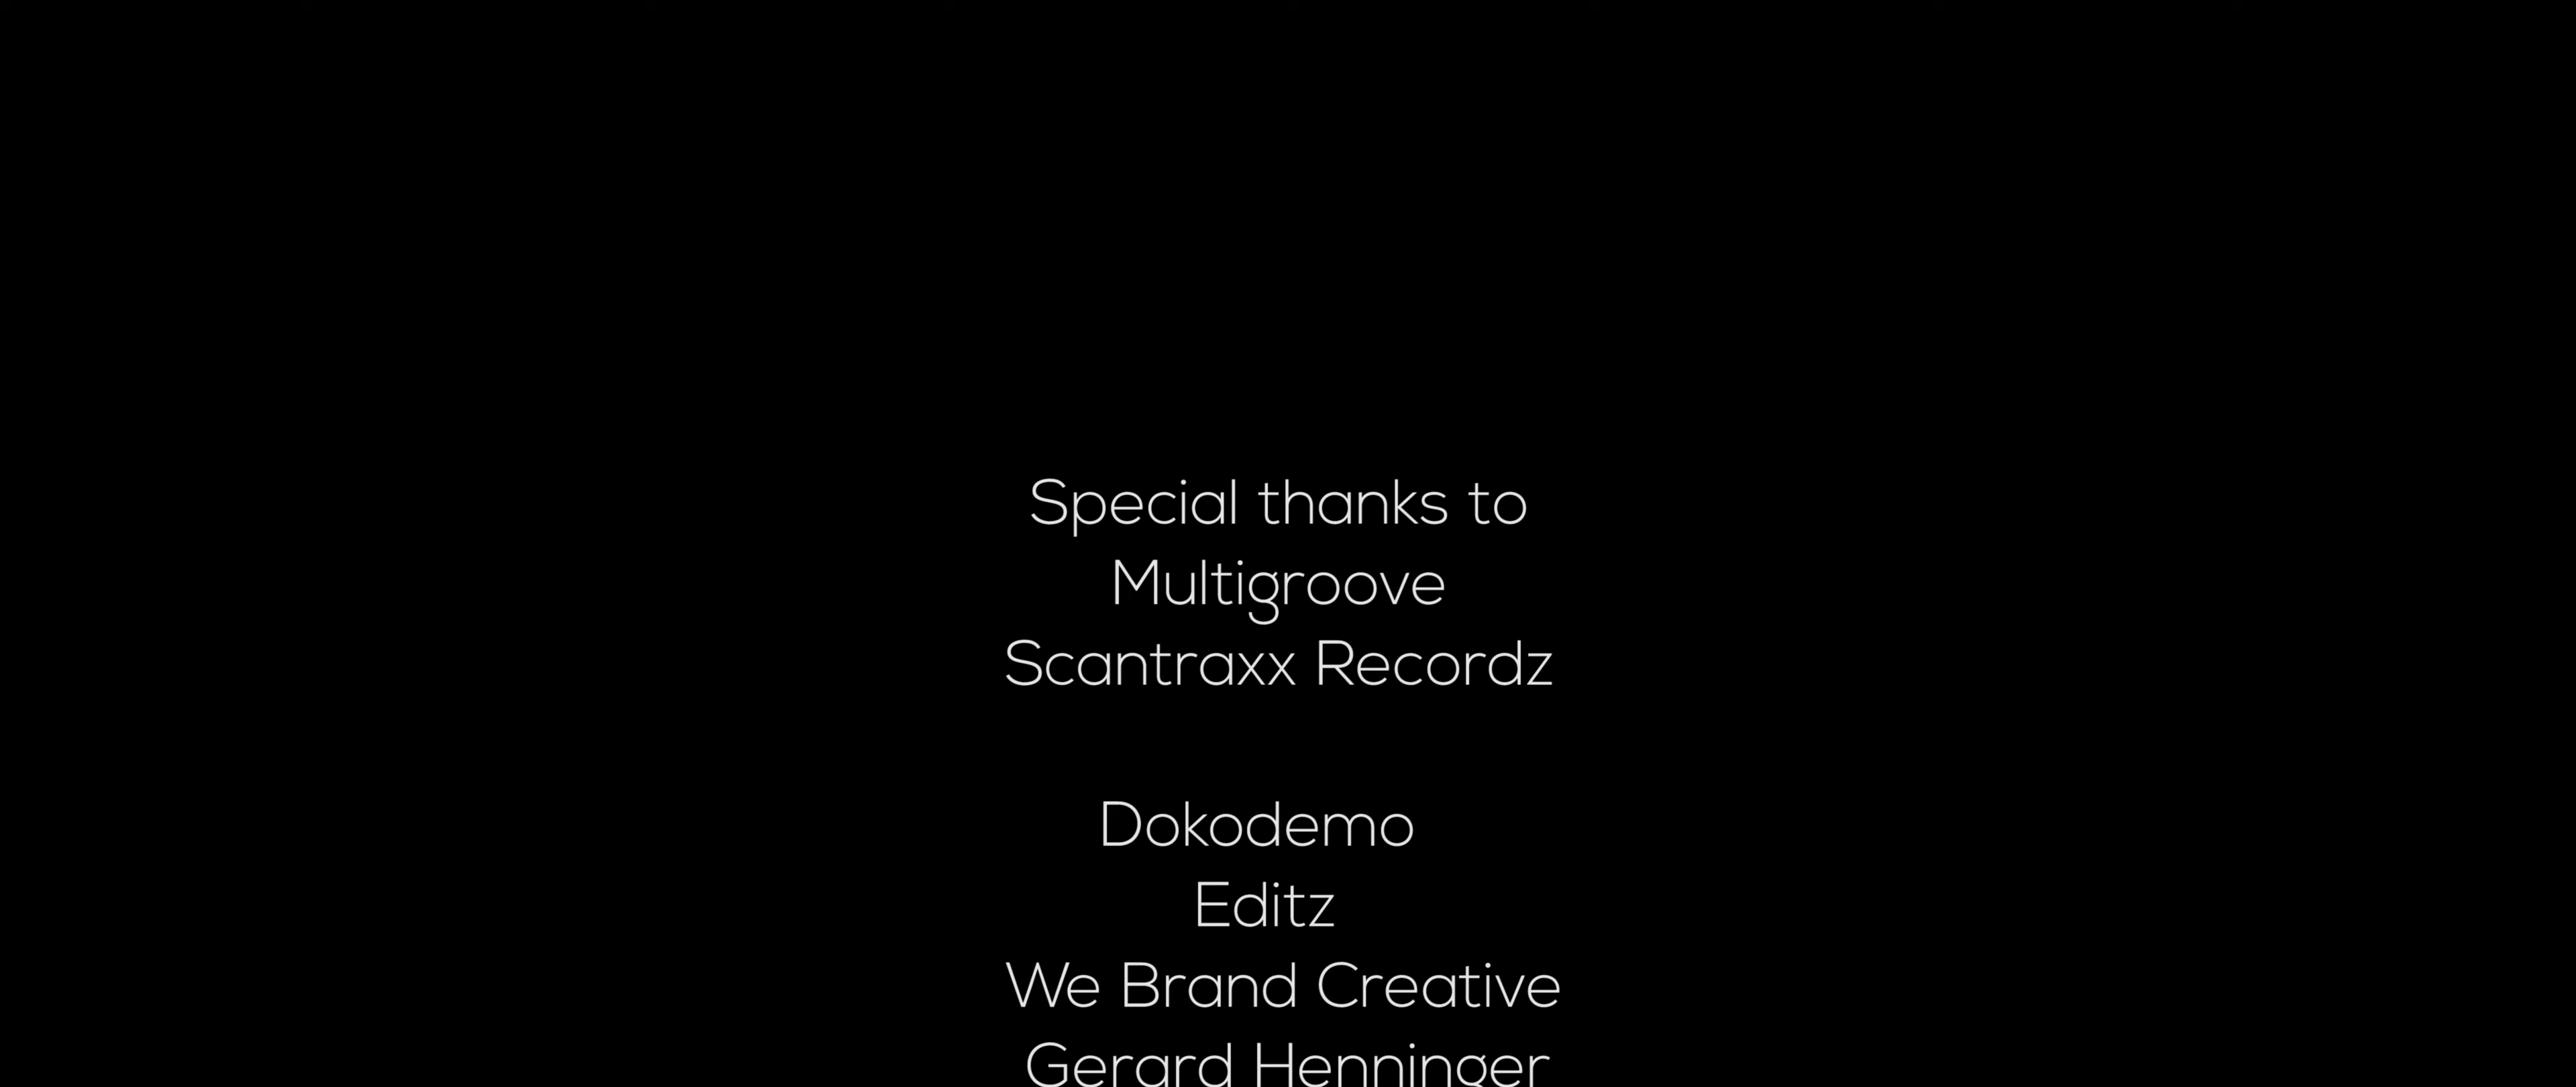 Special thanks to
Multigroove
Scantraxx Recordz
Dokodemo
Editz
We Brand Creative
Gerard Henninger